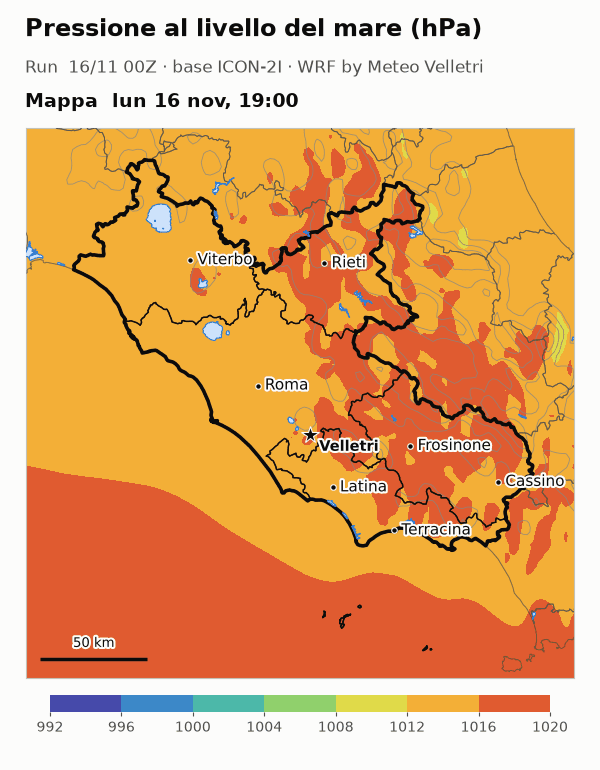 Pressione al livello del mare (hPa)
Run  16/11 00Z · base ICON-2I · WRF by Meteo Velletri
Mappa  lun 16 nov, 19:00
Viterbo
Rieti
Roma
Velletri
Frosinone
Latina
Cassino
Terracina
50 km
992 996 1000 1004 1008 1012 1016 1020